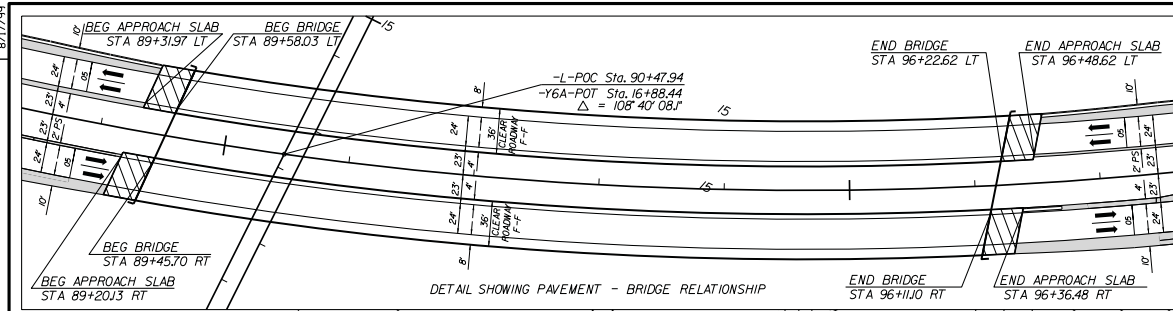 8/17/99
BEG APPROACH SLAB
STA 89+31.97 LT
BEG BRIDGE
STA 89+58.03 LT
15
-L-POC Sta. 90+47.94
-Y6A-POT Sta. 16+88.44
△ = 108° 40' 08.1"
15
END BRIDGE
STA 96+22.62 LT
END APPROACH SLAB
STA 96+48.62 LT
10'
24'
05
23'
4'
23'
2' PS
24'
05
10'
8'
24'
36'
CLEAR
ROADWAY
F-F
23'
4'
23'
4'
24'
36'
CLEAR
ROADWAY
F-F
8'
15
10'
05
24'
2' PS
23'
4'
23'
05
24'
10'
BEG BRIDGE
STA 89+45.70 RT
BEG APPROACH SLAB
STA 89+20.13 RT
DETAIL SHOWING PAVEMENT - BRIDGE RELATIONSHIP
END BRIDGE
STA 96+11.10 RT
END APPROACH SLAB
STA 96+36.48 RT